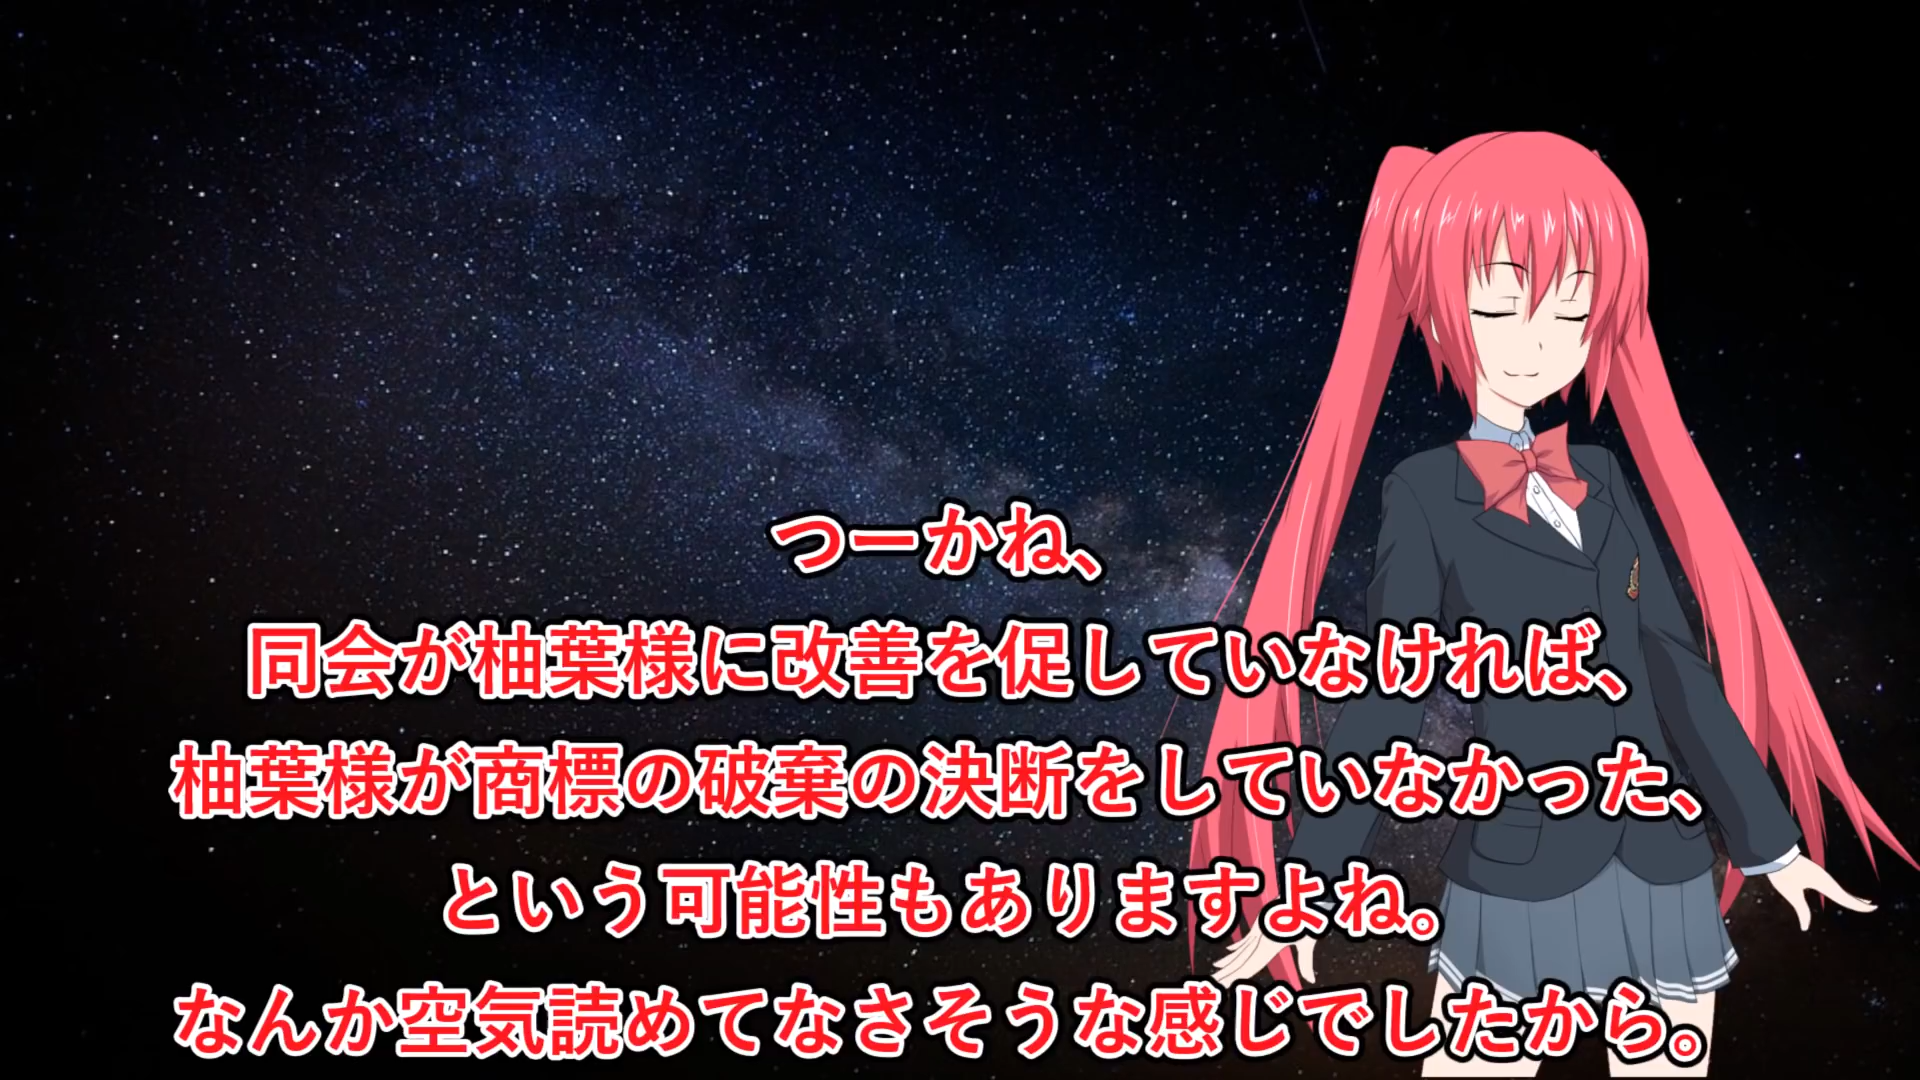 つーかね、
同会が柚葉様に改善を促していなければ、
柚葉様が商標の破棄の決断をしていなかった、
という可能性もありますよね。
なんか空気読めてなさそうな感じでしたから。